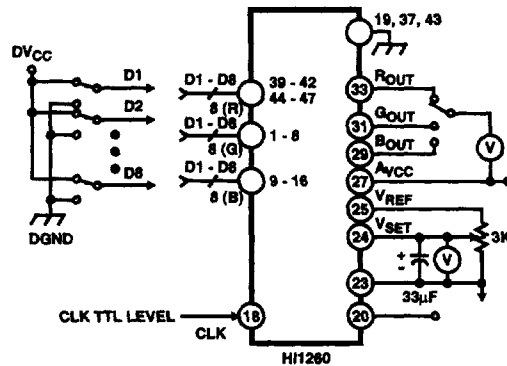 19, 37, 43
DVCC
D1
D2
D8
DGND
D1 - D8
8 (R)
39 - 42
44 - 47
D1 - D8
8 (G)
1 - 8
D1 - D8
8 (B)
9 - 16
33
ROUT
31
GOUT
29
BOUT
27
AVCC
V
25
VREF
24
VSET
3K
+
-
V
33µF
23
20
CLK TTL LEVEL
CLK
18
HI1260